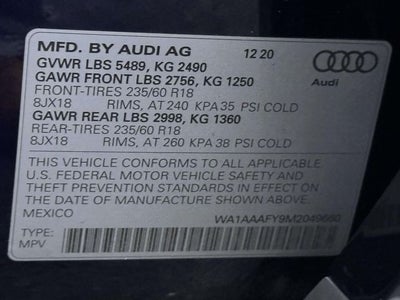 MFD. BY AUDI AG 12 20
GVWR LBS 5489, KG 2490
GAWR FRONT LBS 2756, KG 1250
FRONT-TIRES 235/60 R18
8JX18 RIMS, AT 240 KPA 35 PSI COLD
GAWR REAR LBS 2998, KG 1360
REAR-TIRES 235/60 R18
8JX18 RIMS, AT 260 KPA 38 PSI COLD
Audi
THIS VEHICLE CONFORMS TO ALL APPLICABLE
U.S. FEDERAL MOTOR VEHICLE SAFETY AND
THEFT PREVENTION STANDARDS IN EFFECT ON THE
DATE OF MANUFACTURE SHOWN ABOVE.
MEXICO WA1AAAFY9M2049660
TYPE:
MPV